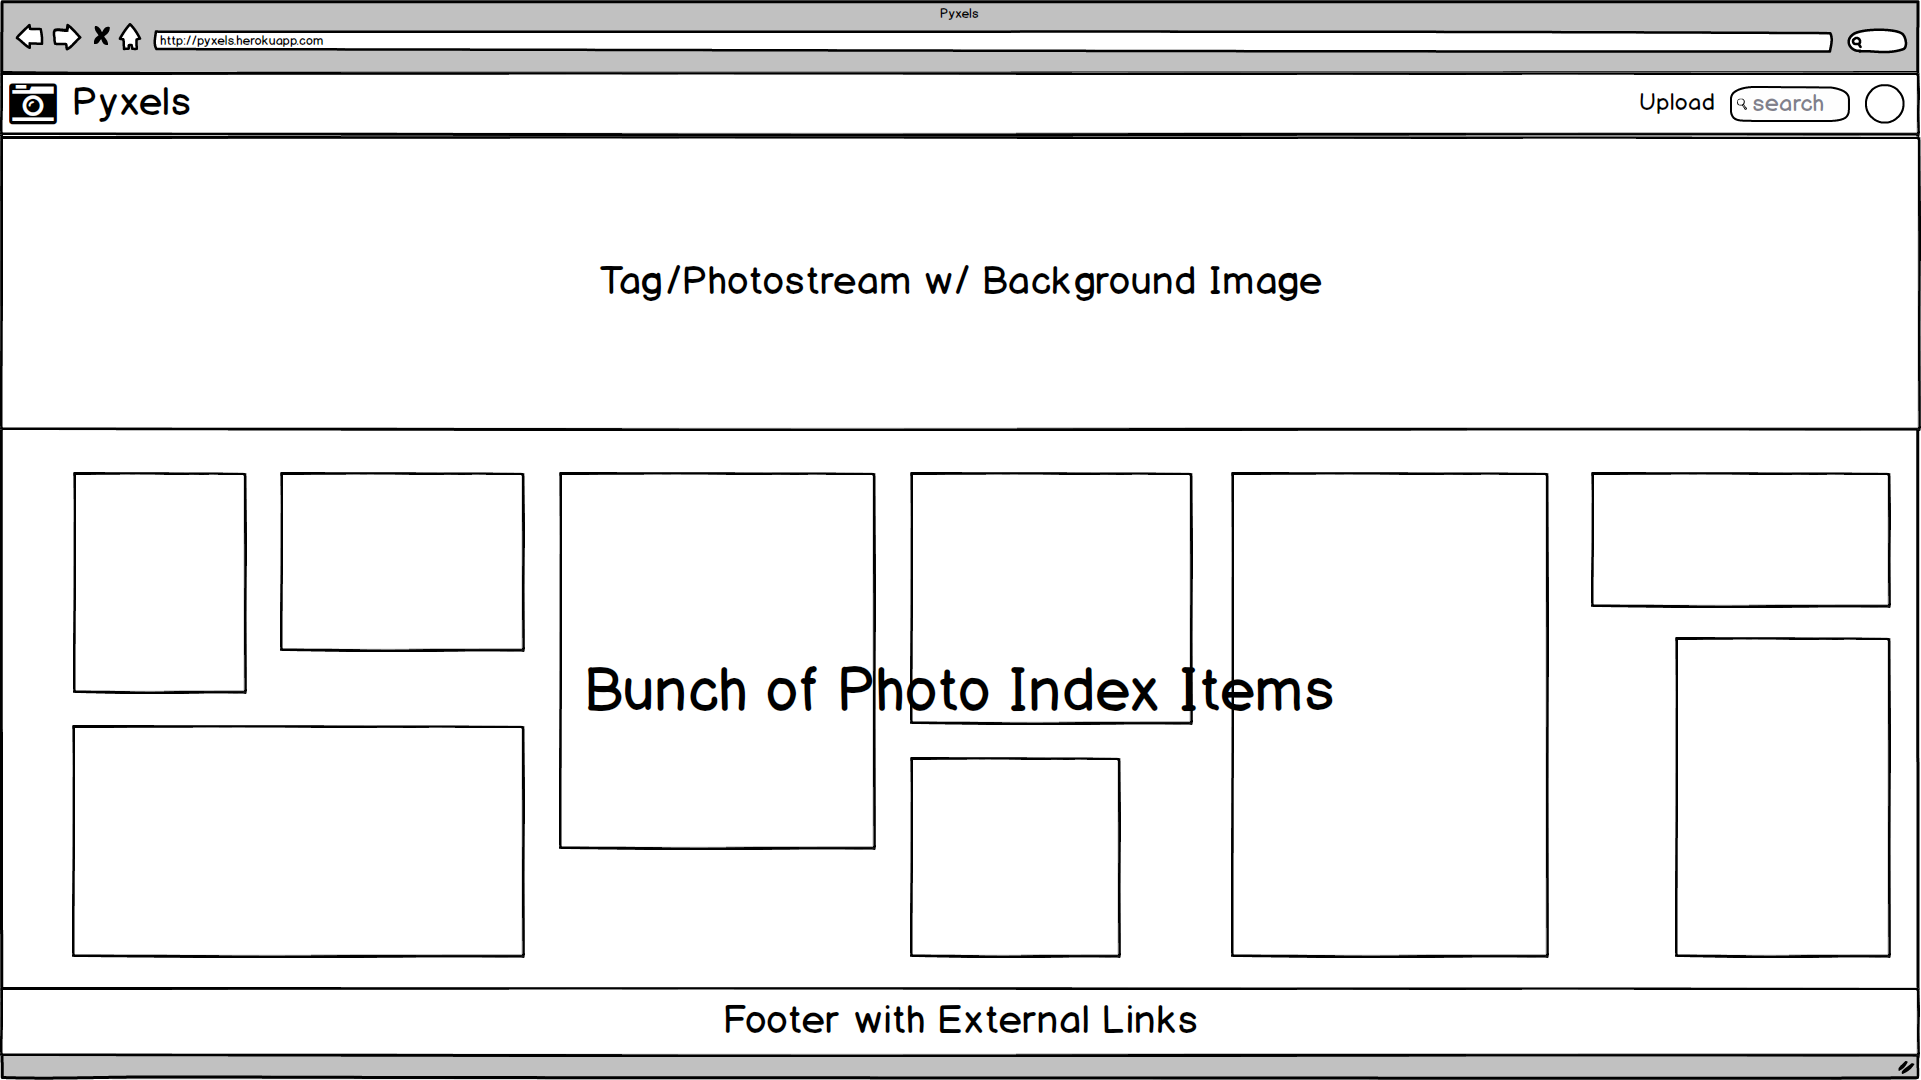 Pyxels
http://pyxels.herokuapp.com
Pyxels
Upload
search
Tag/Photostream w/ Background Image
Bunch of Photo Index Items
Footer with External Links